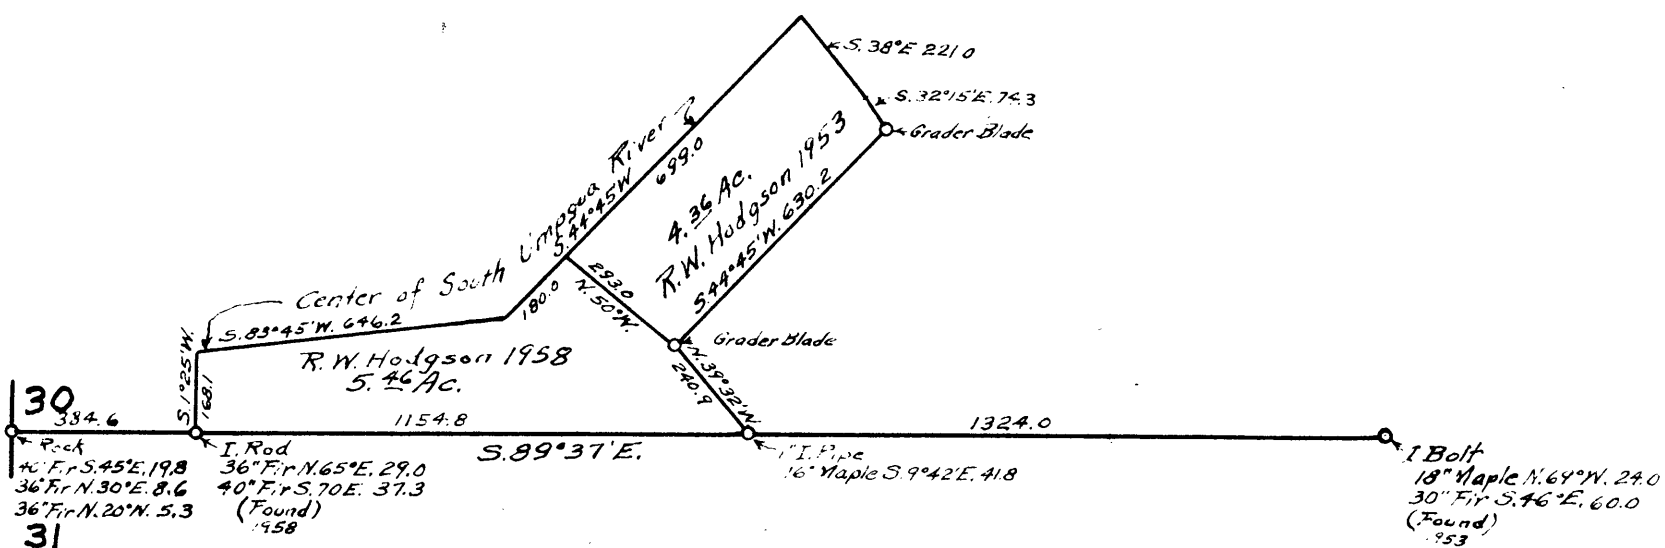 S. 38°E 221.0
S. 32°15'E. 74.3
Grader Blade
Center of South Umpqua River
S. 44°45'W 699.0
4.36 Ac.
R.W. Hodgson 1953
S. 44°45'W. 630.2
293.0
N. 50°W.
180.0
S. 83°45'W. 646.2
R.W. Hodgson 1958
5.46 Ac.
Grader Blade
N. 39°32'W
240.9
S. 1°25'W.
168.1
30
384.6
1154.8
1324.0
S. 89°37'E.
Rock
40" Fir S. 45°E. 19.8
36" Fir N. 30°E. 8.6
36" Fir N. 20°W. 5.3
31
I. Rod
36" Fir N. 65°E. 29.0
40" Fir S. 70 E. 37.3
(Found)
1958
1" I. Pipe
16" Maple S. 9°42'E. 41.8
I Bolt
18" Maple N. 64°W. 24.0
30" Fir S. 46°E. 60.0
(Found)
1953